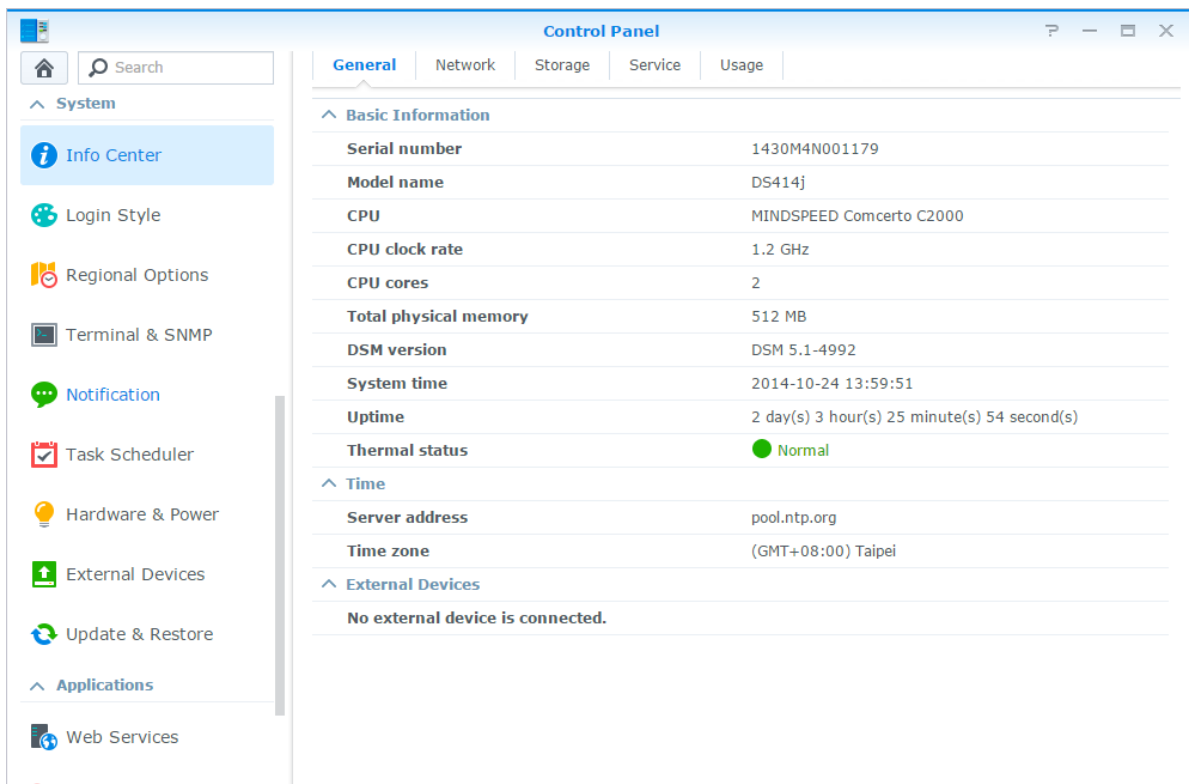 Control Panel
Search
General Network Storage Service Usage
System
Info Center
Login Style
Regional Options
Terminal & SNMP
Notification
Task Scheduler
Hardware & Power
External Devices
Update & Restore
Applications
Web Services
Basic Information
Serial number 1430M4N001179
Model name DS414j
CPU MINDSPEED Comcerto C2000
CPU clock rate 1.2 GHz
CPU cores 2
Total physical memory 512 MB
DSM version DSM 5.1-4992
System time 2014-10-24 13:59:51
Uptime 2 day(s) 3 hour(s) 25 minute(s) 54 second(s)
Thermal status Normal
Time
Server address pool.ntp.org
Time zone (GMT+08:00) Taipei
External Devices
No external device is connected.